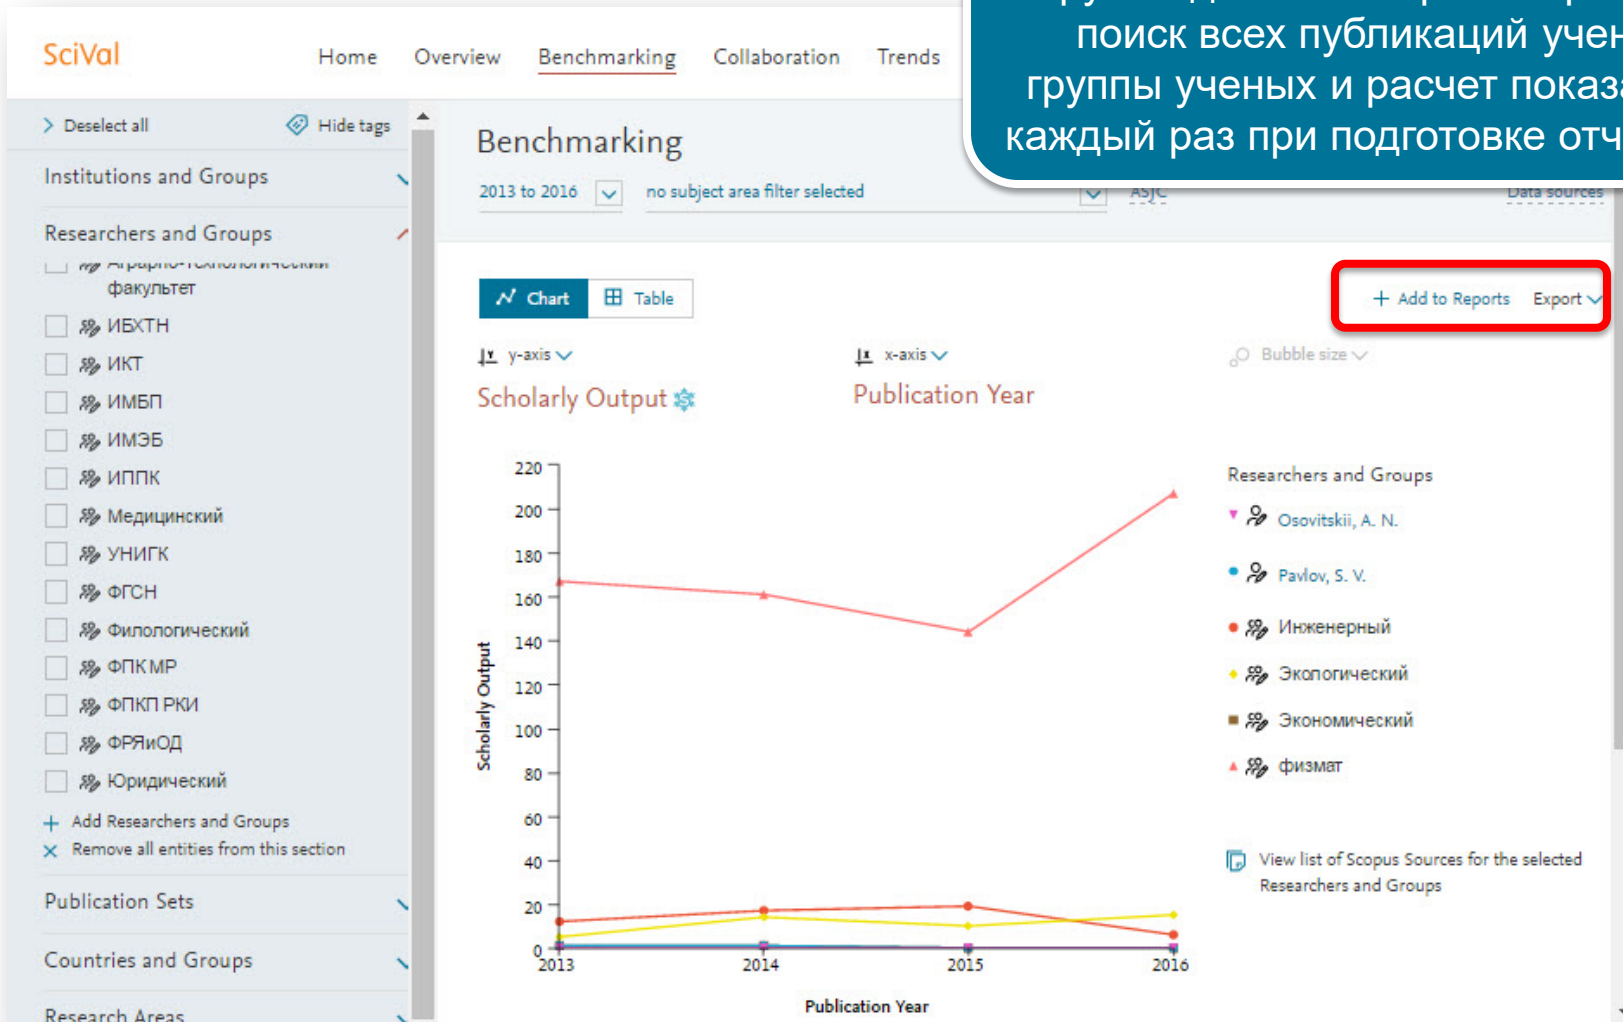 поиск всех публикаций
группы ученых и расчет
каждый раз при подготовке
SciVal
Home Overview Benchmarking Collaboration Trends
Deselect all Hide tags
Institutions and Groups
Researchers and Groups
Аграрно-технологический
факультет
ИБХТН
ИКТ
ИМБП
ИМЭБ
ИППК
Медицинский
УНИГК
ФГСН
Филологический
ФПК МР
ФПКП РКИ
ФРЯиОД
Юридический
+ Add Researchers and Groups
× Remove all entities from this section
Publication Sets
Countries and Groups
Research Areas
Benchmarking
2013 to 2016 no subject area filter selected ASJC Data sources
Chart Table
+ Add to Reports Export
y-axis x-axis Bubble size
Scholarly Output Publication Year
220
200
180
160
140
120
100
80
60
40
20
0
Scholarly Output
2013 2014 2015 2016
Publication Year
Researchers and Groups
Osovitskii, A. N.
Pavlov, S. V.
Инженерный
Экологический
Экономический
физмат
View list of Scopus Sources for the selected
Researchers and Groups